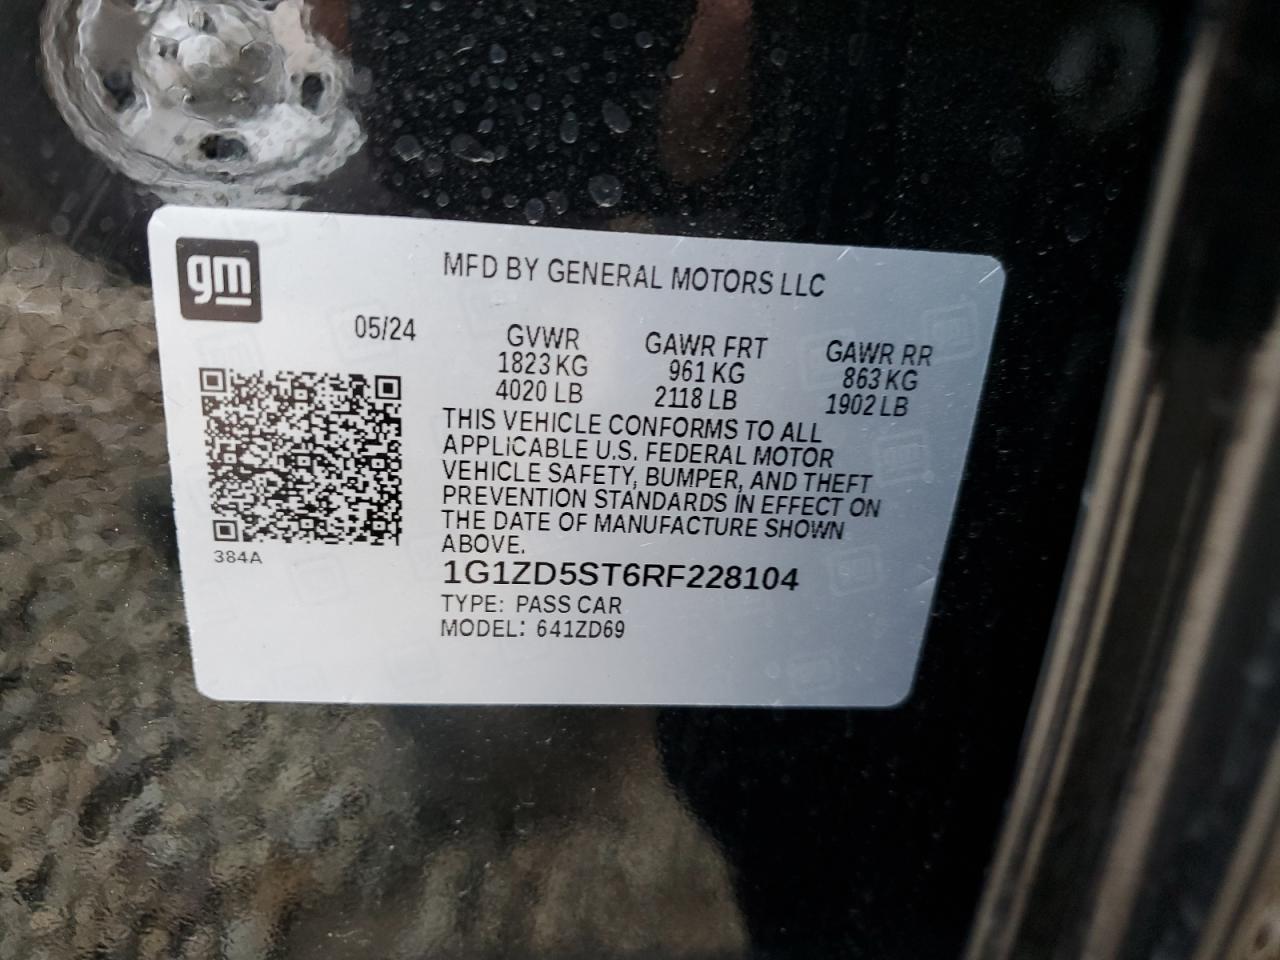 gm
MFD BY GENERAL MOTORS LLC
05/24
GVWR
1823 KG
4020 LB
GAWR FRT
961 KG
2118 LB
GAWR RR
863 KG
1902 LB
THIS VEHICLE CONFORMS TO ALL
APPLICABLE U.S. FEDERAL MOTOR
VEHICLE SAFETY, BUMPER, AND THEFT
PREVENTION STANDARDS IN EFFECT ON
THE DATE OF MANUFACTURE SHOWN
ABOVE.
384A
1G1ZD5ST6RF228104
TYPE: PASS CAR
MODEL: 641ZD69